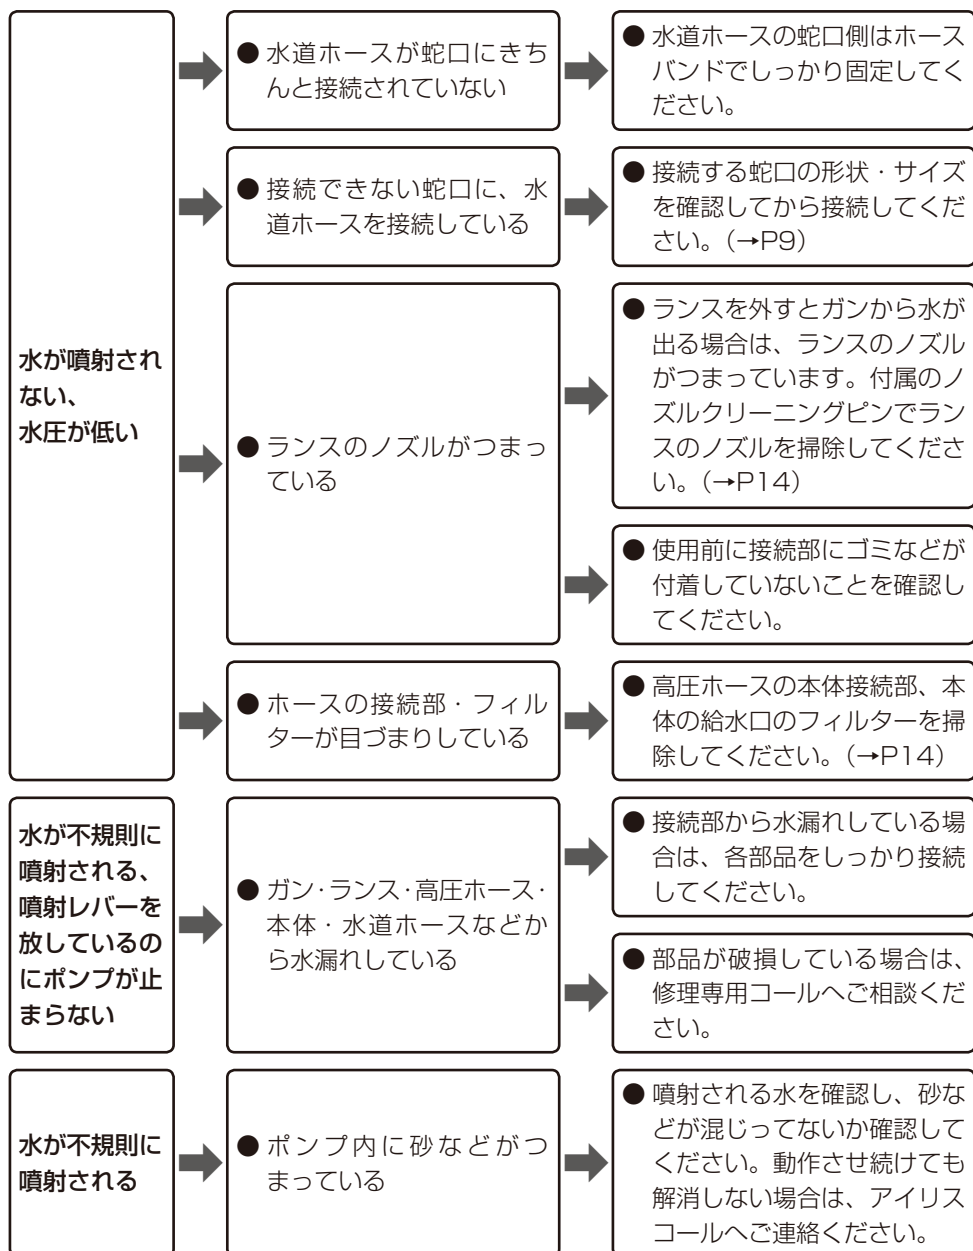 水が噴射され
ない、
水圧が低い
● 水道ホースが蛇口にきち
んと接続されていない
● 水道ホースの蛇口側はホース
バンドでしっかり固定してく
ださい。
● 接続できない蛇口に、水
道ホースを接続している
● 接続する蛇口の形状・サイズ
を確認してから接続してくだ
さい。（→P9）
● ランスのノズルがつまっ
ている
● ランスを外すとガンから水が
出る場合は、ランスのノズル
がつまっています。付属のノ
ズルクリーニングピンでラン
スのノズルを掃除してくださ
い。（→P14）
● 使用前に接続部にゴミなどが
付着していないことを確認し
てください。
● ホースの接続部・フィル
ターが目づまりしている
● 高圧ホースの本体接続部、本
体の給水口のフィルターを掃
除してください。（→P14）
水が不規則に
噴射される、
噴射レバーを
放しているの
にポンプが止
まらない
● ガン・ランス・高圧ホース・
本体・水道ホースなどか
ら水漏れしている
● 接続部から水漏れしている場
合は、各部品をしっかり接続
してください。
● 部品が破損している場合は、
修理専用コールへご相談くだ
さい。
水が不規則に
噴射される
● ポンプ内に砂などがつ
まっている
● 噴射される水を確認し、砂な
どが混じってないか確認して
ください。動作させ続けても
解消しない場合は、アイリス
コールへご連絡ください。